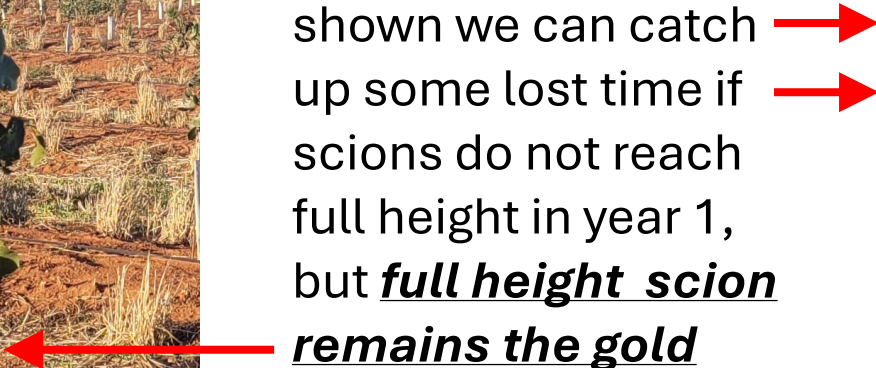 shown we can catch
up some lost time if
scions do not reach
full height in year 1,
but full height  scion
remains the gold